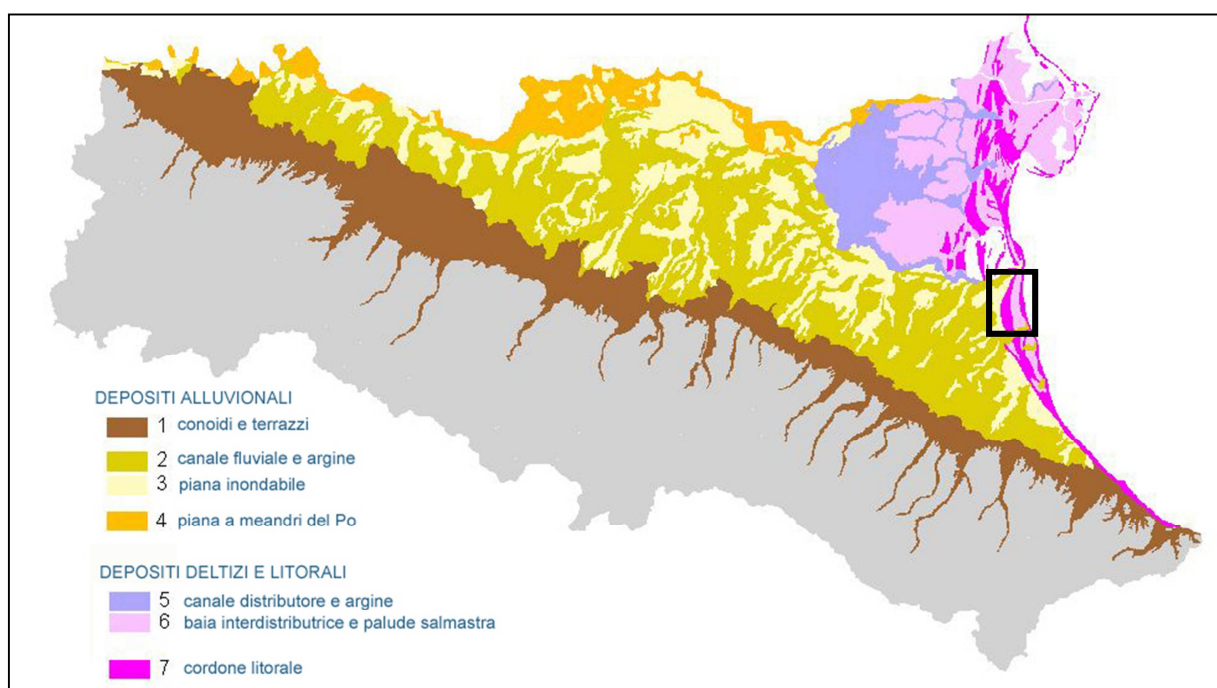 DEPOSITI ALLUVIONALI
1 conoidi e terrazzi
2 canale fluviale e argine
3 piana inondabile
4 piana a meandri del Po
DEPOSITI DELTIZI E LITORALI
5 canale distributore e argine
6 baia interdistributrice e palude salmastra
7 cordone litorale